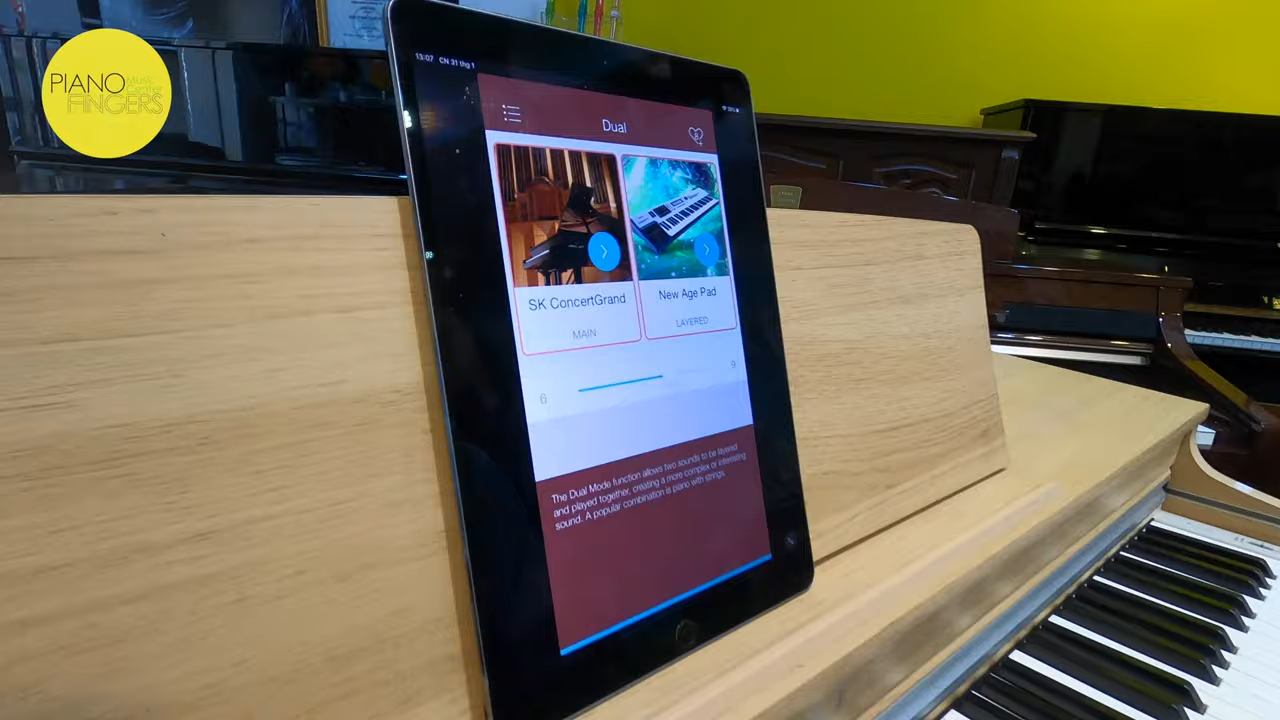 PIANO
Music
Center
FINGERS
13:07 CN 31 thg 1
Dual
SK ConcertGrand
MAIN
New Age Pad
LAYERED
6
9
The Dual Mode function allows two sounds to be layered
and played together, creating a more complex or interesting
sound. A popular combination is piano with strings.